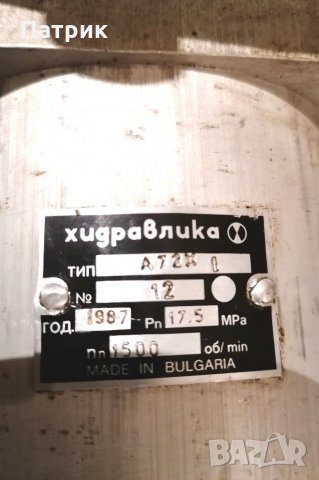 Патрик
хидравлика
ТИП А72Х
№ 12
ГОД. 1987 Pn 17.5 MPa
nn 1500 об/min
MADE IN BULGARIA
BAZAR